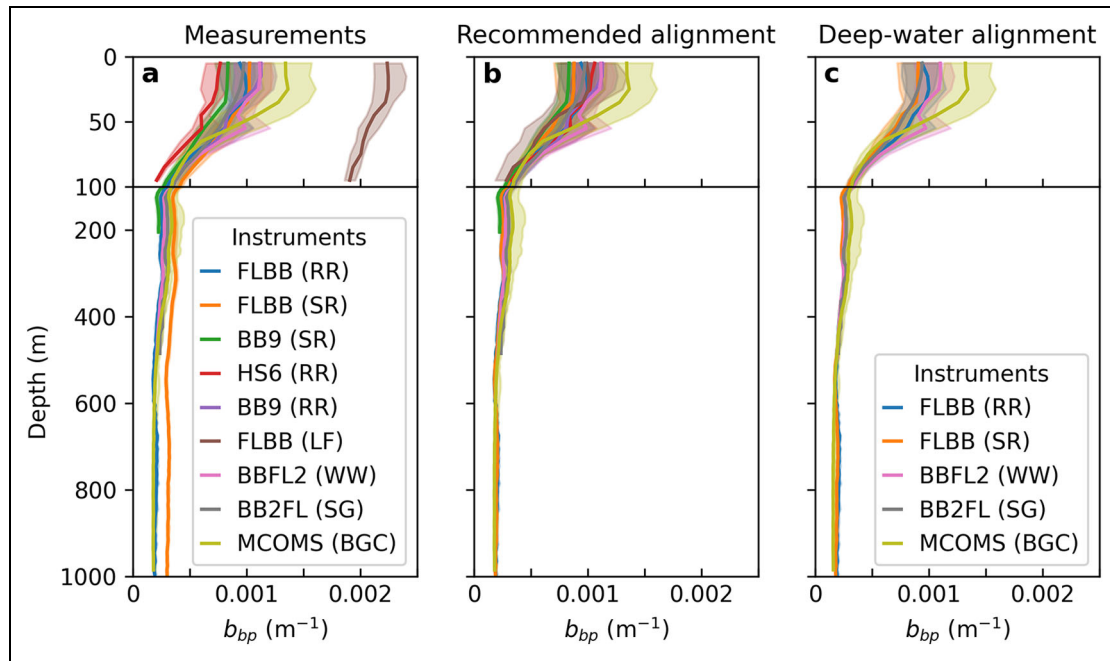 Measurements
Recommended alignment
Deep-water alignment
a
b
c
0
50
100
200
400
600
800
1000
Depth (m)
Instruments
FLBB (RR)
FLBB (SR)
BB9 (SR)
HS6 (RR)
BB9 (RR)
FLBB (LF)
BBFL2 (WW)
BB2FL (SG)
MCOMS (BGC)
Instruments
FLBB (RR)
FLBB (SR)
BBFL2 (WW)
BB2FL (SG)
MCOMS (BGC)
0 0.001 0.002
0 0.001 0.002
0 0.001 0.002
b_bp (m⁻¹)
b_bp (m⁻¹)
b_bp (m⁻¹)